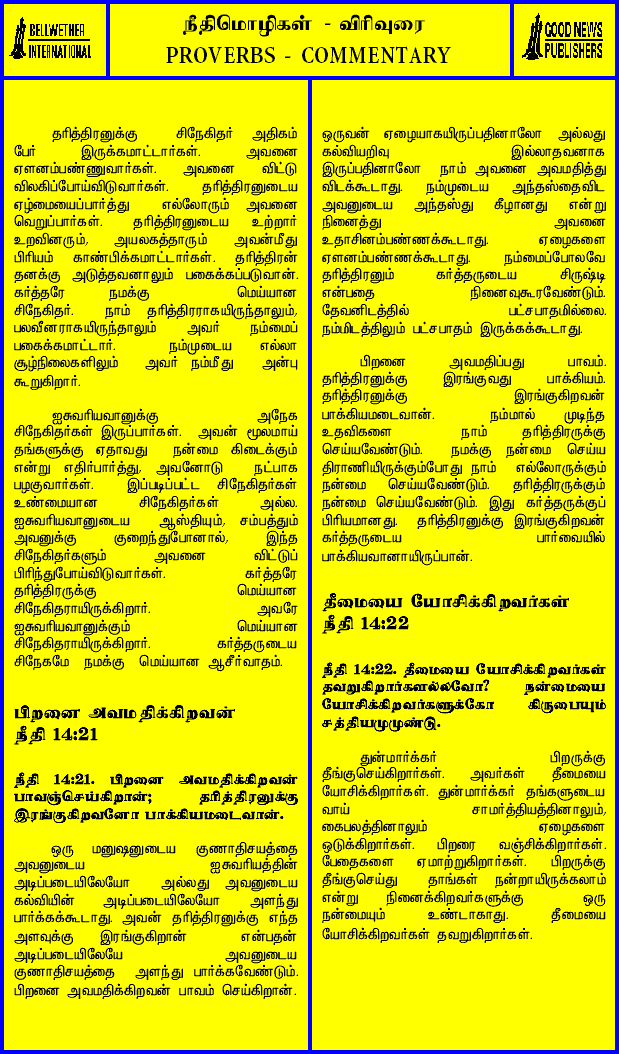 BELLWETHER
INTERNATIONAL
நீதிமொழிகள் - விரிவுரை
PROVERBS - COMMENTARY
GOOD NEWS
PUBLISHERS
தரித்திரனுக்கு சிநேகிதர் அதிகம்
பேர் இருக்கமாட்டார்கள். அவனை
ஏளனம்பண்ணுவார்கள். அவனை விட்டு
விலகிப்போய்விடுவார்கள். தரித்திரனுடைய
ஏழ்மையைப்பார்த்து எல்லோரும் அவனை
வெறுப்பார்கள். தரித்திரனுடைய உற்றார்
உறவினரும், அயலகத்தாரும் அவன்மீது
பிரியம் காண்பிக்கமாட்டார்கள். தரித்திரன்
தனக்கு அடுத்தவனாலும் பகைக்கப்படுவான்.
கர்த்தரே நமக்கு மெய்யான
சிநேகிதர். நாம் தரித்திரராகயிருந்தாலும்,
பலவீனராகயிருந்தாலும் அவர் நம்மைப்
பகைக்கமாட்டார். நம்முடைய எல்லா
சூழ்நிலைகளிலும் அவர் நம்மீது அன்பு
கூறுகிறார்.
ஐசுவரியவானுக்கு அநேக
சிநேகிதர்கள் இருப்பார்கள். அவன் மூலமாய்
தங்களுக்கு ஏதாவது நன்மை கிடைக்கும்
என்று எதிர்பார்த்து, அவனோடு நட்பாக
பழகுவார்கள். இப்படிப்பட்ட சிநேகிதர்கள்
உண்மையான சிநேகிதர்கள் அல்ல.
ஐசுவரியவானுடைய ஆஸ்தியும், சம்பத்தும்
அவனுக்கு குறைந்துபோனால், இந்த
சிநேகிதர்களும் அவனை விட்டுப்
பிரிந்துபோய்விடுவார்கள். கர்த்தரே
தரித்திரருக்கு மெய்யான
சிநேகிதராயிருக்கிறார். அவரே
ஐசுவரியவானுக்கும் மெய்யான
சிநேகிதராயிருக்கிறார். கர்த்தருடைய
சிநேகமே நமக்கு மெய்யான ஆசீர்வாதம்.
பிறனை அவமதிக்கிறவன்
நீதி 14:21
நீதி 14:21. பிறனை அவமதிக்கிறவன்
பாவஞ்செய்கிறான்; தரித்திரனுக்கு
இரங்குகிறவனோ பாக்கியமடைவான்.
ஒரு மனுஷனுடைய குணாதிசயத்தை
அவனுடைய ஐசுவரியத்தின்
அடிப்படையிலேயோ அல்லது அவனுடைய
கல்வியின் அடிப்படையிலேயோ அளந்து
பார்க்கக்கூடாது. அவன் தரித்திரனுக்கு எந்த
அளவுக்கு இரங்குகிறான் என்பதன்
அடிப்படையிலேயே அவனுடைய
குணாதிசயத்தை அளந்து பார்க்கவேண்டும்.
பிறனை அவமதிக்கிறவன் பாவம் செய்கிறான்.
ஒருவன் ஏழையாகயிருப்பதினாலோ அல்லது
கல்வியறிவு இல்லாதவனாக
இருப்பதினாலோ நாம் அவனை அவமதித்து
விடக்கூடாது. நம்முடைய அந்தஸ்தைவிட
அவனுடைய அந்தஸ்து கீழானது என்று
நினைத்து அவனை
உதாசினம்பண்ணக்கூடாது. ஏழைகளை
ஏளனம்பண்ணக்கூடாது. நம்மைப்போலவே
தரித்திரனும் கர்த்தருடைய சிருஷ்டி
என்பதை நினைவுகூரவேண்டும்.
தேவனிடத்தில் பட்சபாதமில்லை.
நம்மிடத்திலும் பட்சபாதம் இருக்கக்கூடாது.
பிறனை அவமதிப்பது பாவம்.
தரித்திரனுக்கு இரங்குவது பாக்கியம்.
தரித்திரனுக்கு இரங்குகிறவன்
பாக்கியமடைவான். நம்மால் முடிந்த
உதவிகளை நாம் தரித்திரருக்கு
செய்யவேண்டும். நமக்கு நன்மை செய்ய
திராணியிருக்கும்போது நாம் எல்லோருக்கும்
நன்மை செய்யவேண்டும். தரித்திரருக்கும்
நன்மை செய்யவேண்டும். இது கர்த்தருக்குப்
பிரியமானது. தரித்திரனுக்கு இரங்குகிறவன்
கர்த்தருடைய பார்வையில்
பாக்கியவானாயிருப்பான்.
தீமையை யோசிக்கிறவர்கள்
நீதி 14:22
நீதி 14:22. தீமையை யோசிக்கிறவர்கள்
தவறுகிறார்களல்லவோ? நன்மையை
யோசிக்கிறவர்களுக்கோ கிருபையும்
சத்தியமுமுண்டு.
துன்மார்க்கர் பிறருக்கு
தீங்குசெய்கிறார்கள். அவர்கள் தீமையை
யோசிக்கிறார்கள். துன்மார்க்கர் தங்களுடைய
வாய் சாமர்த்தியத்தினாலும்,
கைபலத்தினாலும் ஏழைகளை
ஒடுக்கிறார்கள். பிறரை வஞ்சிக்கிறார்கள்.
பேதைகளை ஏமாற்றுகிறார்கள். பிறருக்கு
தீங்குசெய்து தாங்கள் நன்றாயிருக்கலாம்
என்று நினைக்கிறவர்களுக்கு ஒரு
நன்மையும் உண்டாகாது. தீமையை
யோசிக்கிறவர்கள் தவறுகிறார்கள்.